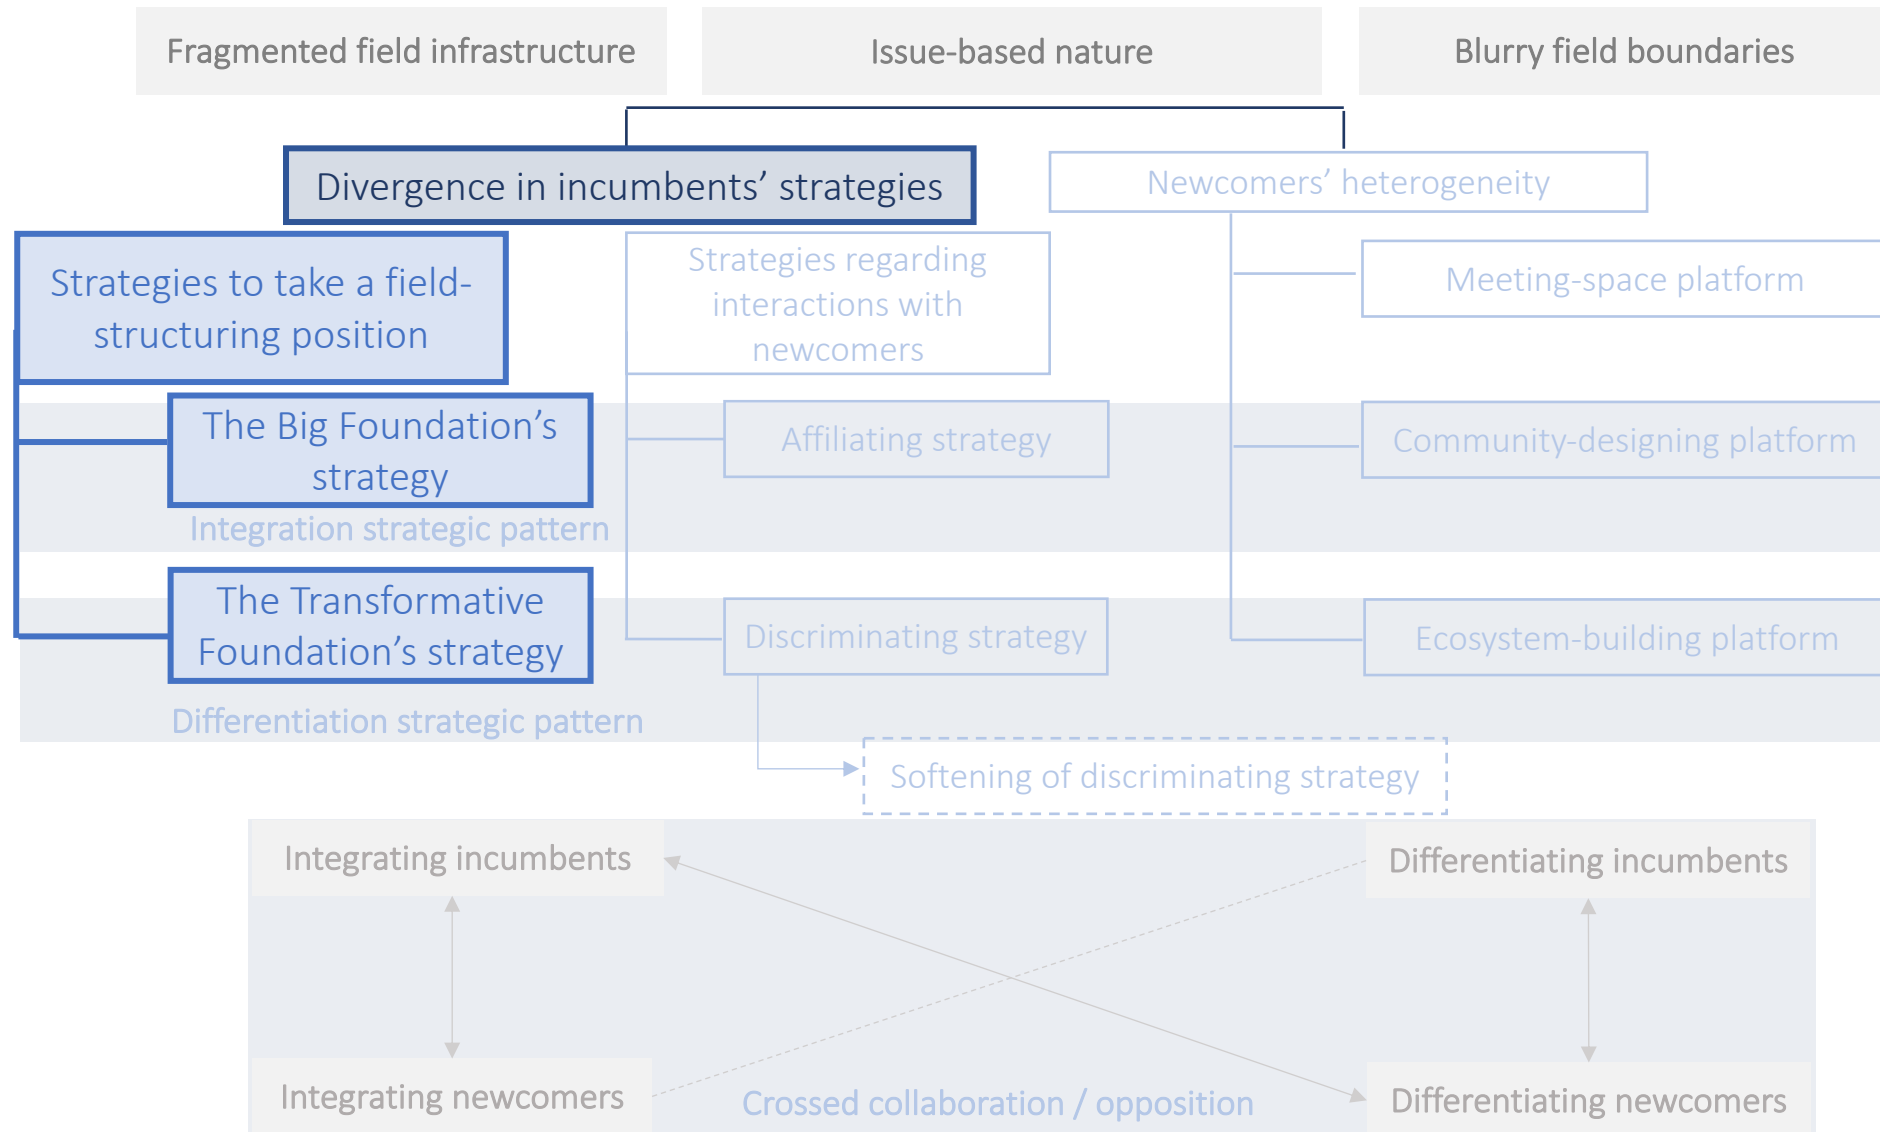 Fragmented field infrastructure
Issue-based nature
Blurry field boundaries
Divergence in incumbents’ strategies
Newcomers’ heterogeneity
Strategies to take a field-
structuring position
Strategies regarding
interactions with
newcomers
Meeting-space platform
The Big Foundation’s
strategy
Affiliating strategy
Community-designing platform
Integration strategic pattern
The Transformative
Foundation’s strategy
Discriminating strategy
Ecosystem-building platform
Differentiation strategic pattern
Softening of discriminating strategy
Integrating incumbents
Differentiating incumbents
Integrating newcomers
Crossed collaboration / opposition
Differentiating newcomers